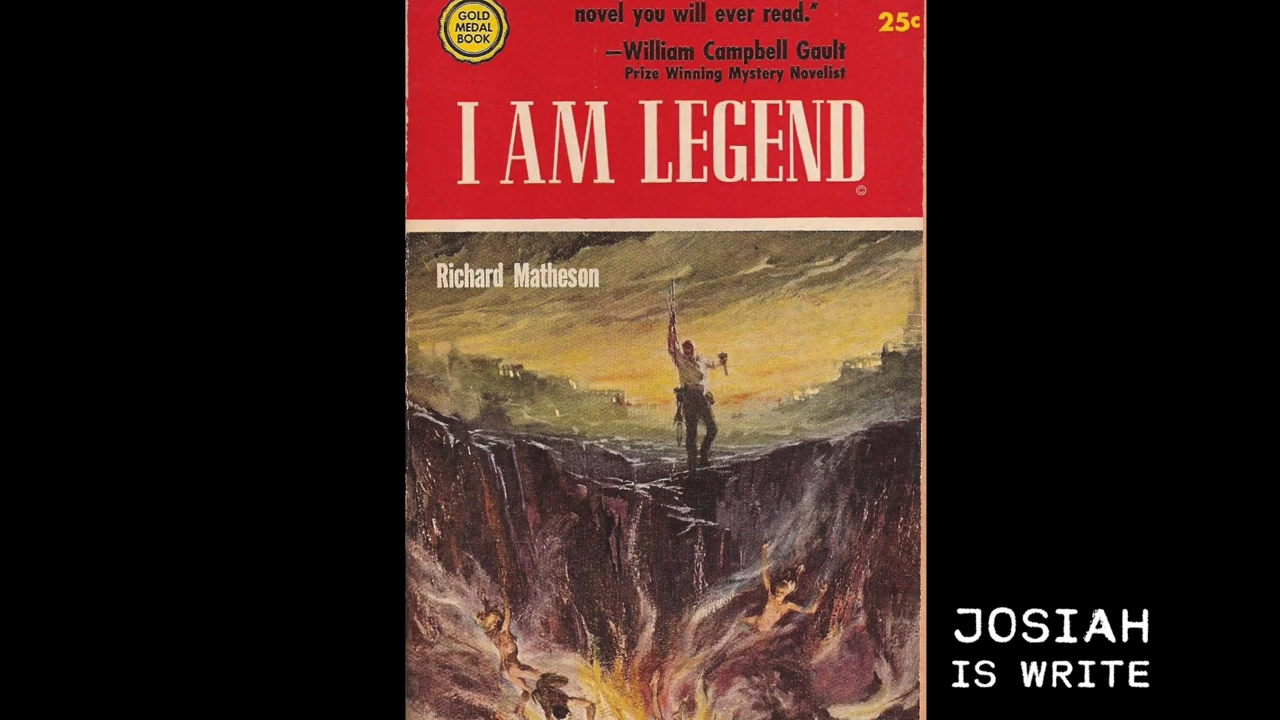 GOLD
MEDAL
BOOK
novel you will ever read.”
25c
—William Campbell Gault
Prize Winning Mystery Novelist
I AM LEGEND
©
Richard Matheson
JOSIAH
IS WRITE